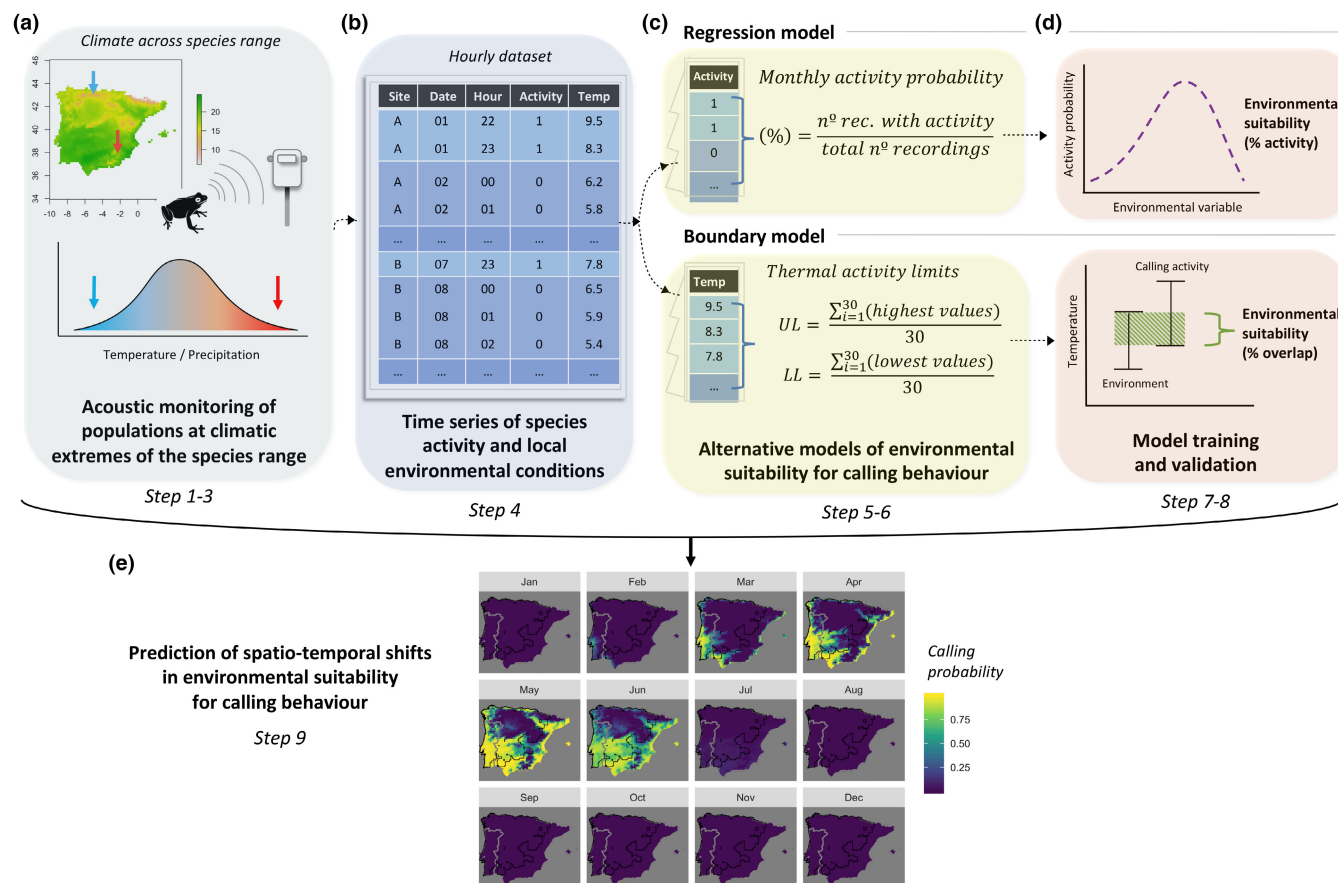 (a)
Climate across species range
46
44
42
40
38
36
34
-10 -8 -6 -4 -2 0 2
20
15
10
Temperature / Precipitation
Acoustic monitoring of
populations at climatic
extremes of the species range
Step 1-3
(b)
Hourly dataset
Site Date Hour Activity Temp
A 01 22 1 9.5
A 01 23 1 8.3
A 02 00 0 6.2
A 02 01 0 5.8
... ... ... ... ...
B 07 23 1 7.8
B 08 00 0 6.5
B 08 01 0 5.9
B 08 02 0 5.4
... ... ... ... ...
Time series of species
activity and local
environmental conditions
Step 4
(c)
Regression model
Activity
1
1
0
...
Monthly activity probability
(%) = nº rec. with activity / total nº recordings
Boundary model
Temp
9.5
8.3
7.8
...
Thermal activity limits
UL = ∑³⁰ᵢ₌₁(highest values) / 30
LL = ∑³⁰ᵢ₌₁(lowest values) / 30
Alternative models of environmental
suitability for calling behaviour
Step 5-6
(d)
Activity probability
Environmental variable
Environmental
suitability
(% activity)
Temperature
Calling activity
Environment
Environmental
suitability
(% overlap)
Model training
and validation
Step 7-8
(e)
Prediction of spatio-temporal shifts
in environmental suitability
for calling behaviour
Step 9
Jan Feb Mar Apr
May Jun Jul Aug
Sep Oct Nov Dec
Calling
probability
0.75
0.50
0.25